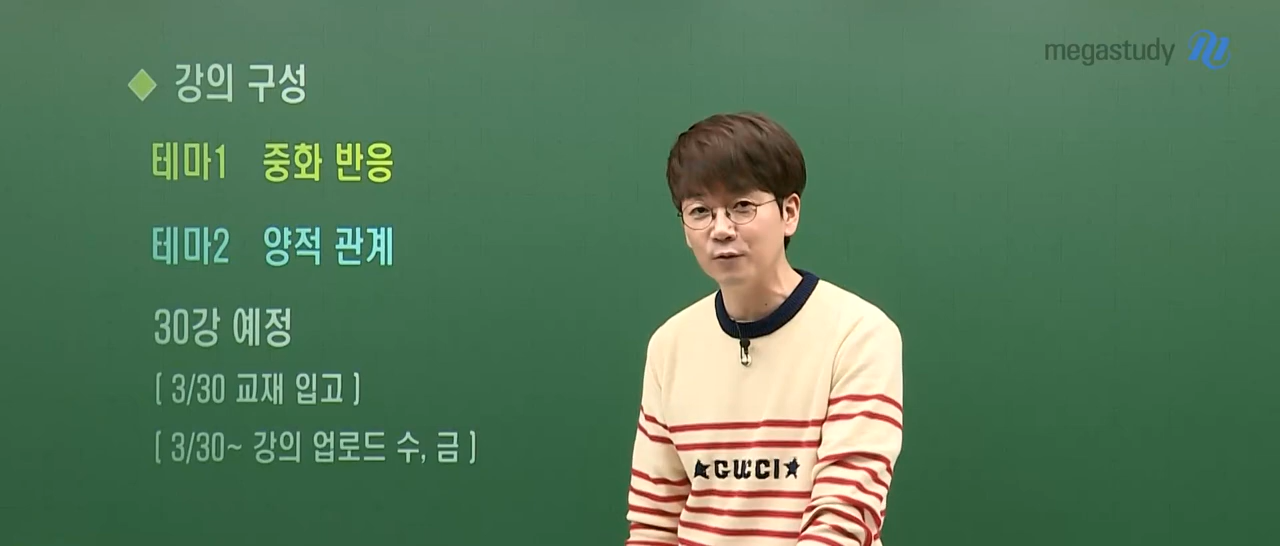 megastudy
강의 구성
테마1 중화 반응
테마2 양적 관계
30강 예정
[ 3/30 교재 입고 ]
[ 3/30~ 강의 업로드 수, 금 ]
★GUCCI★